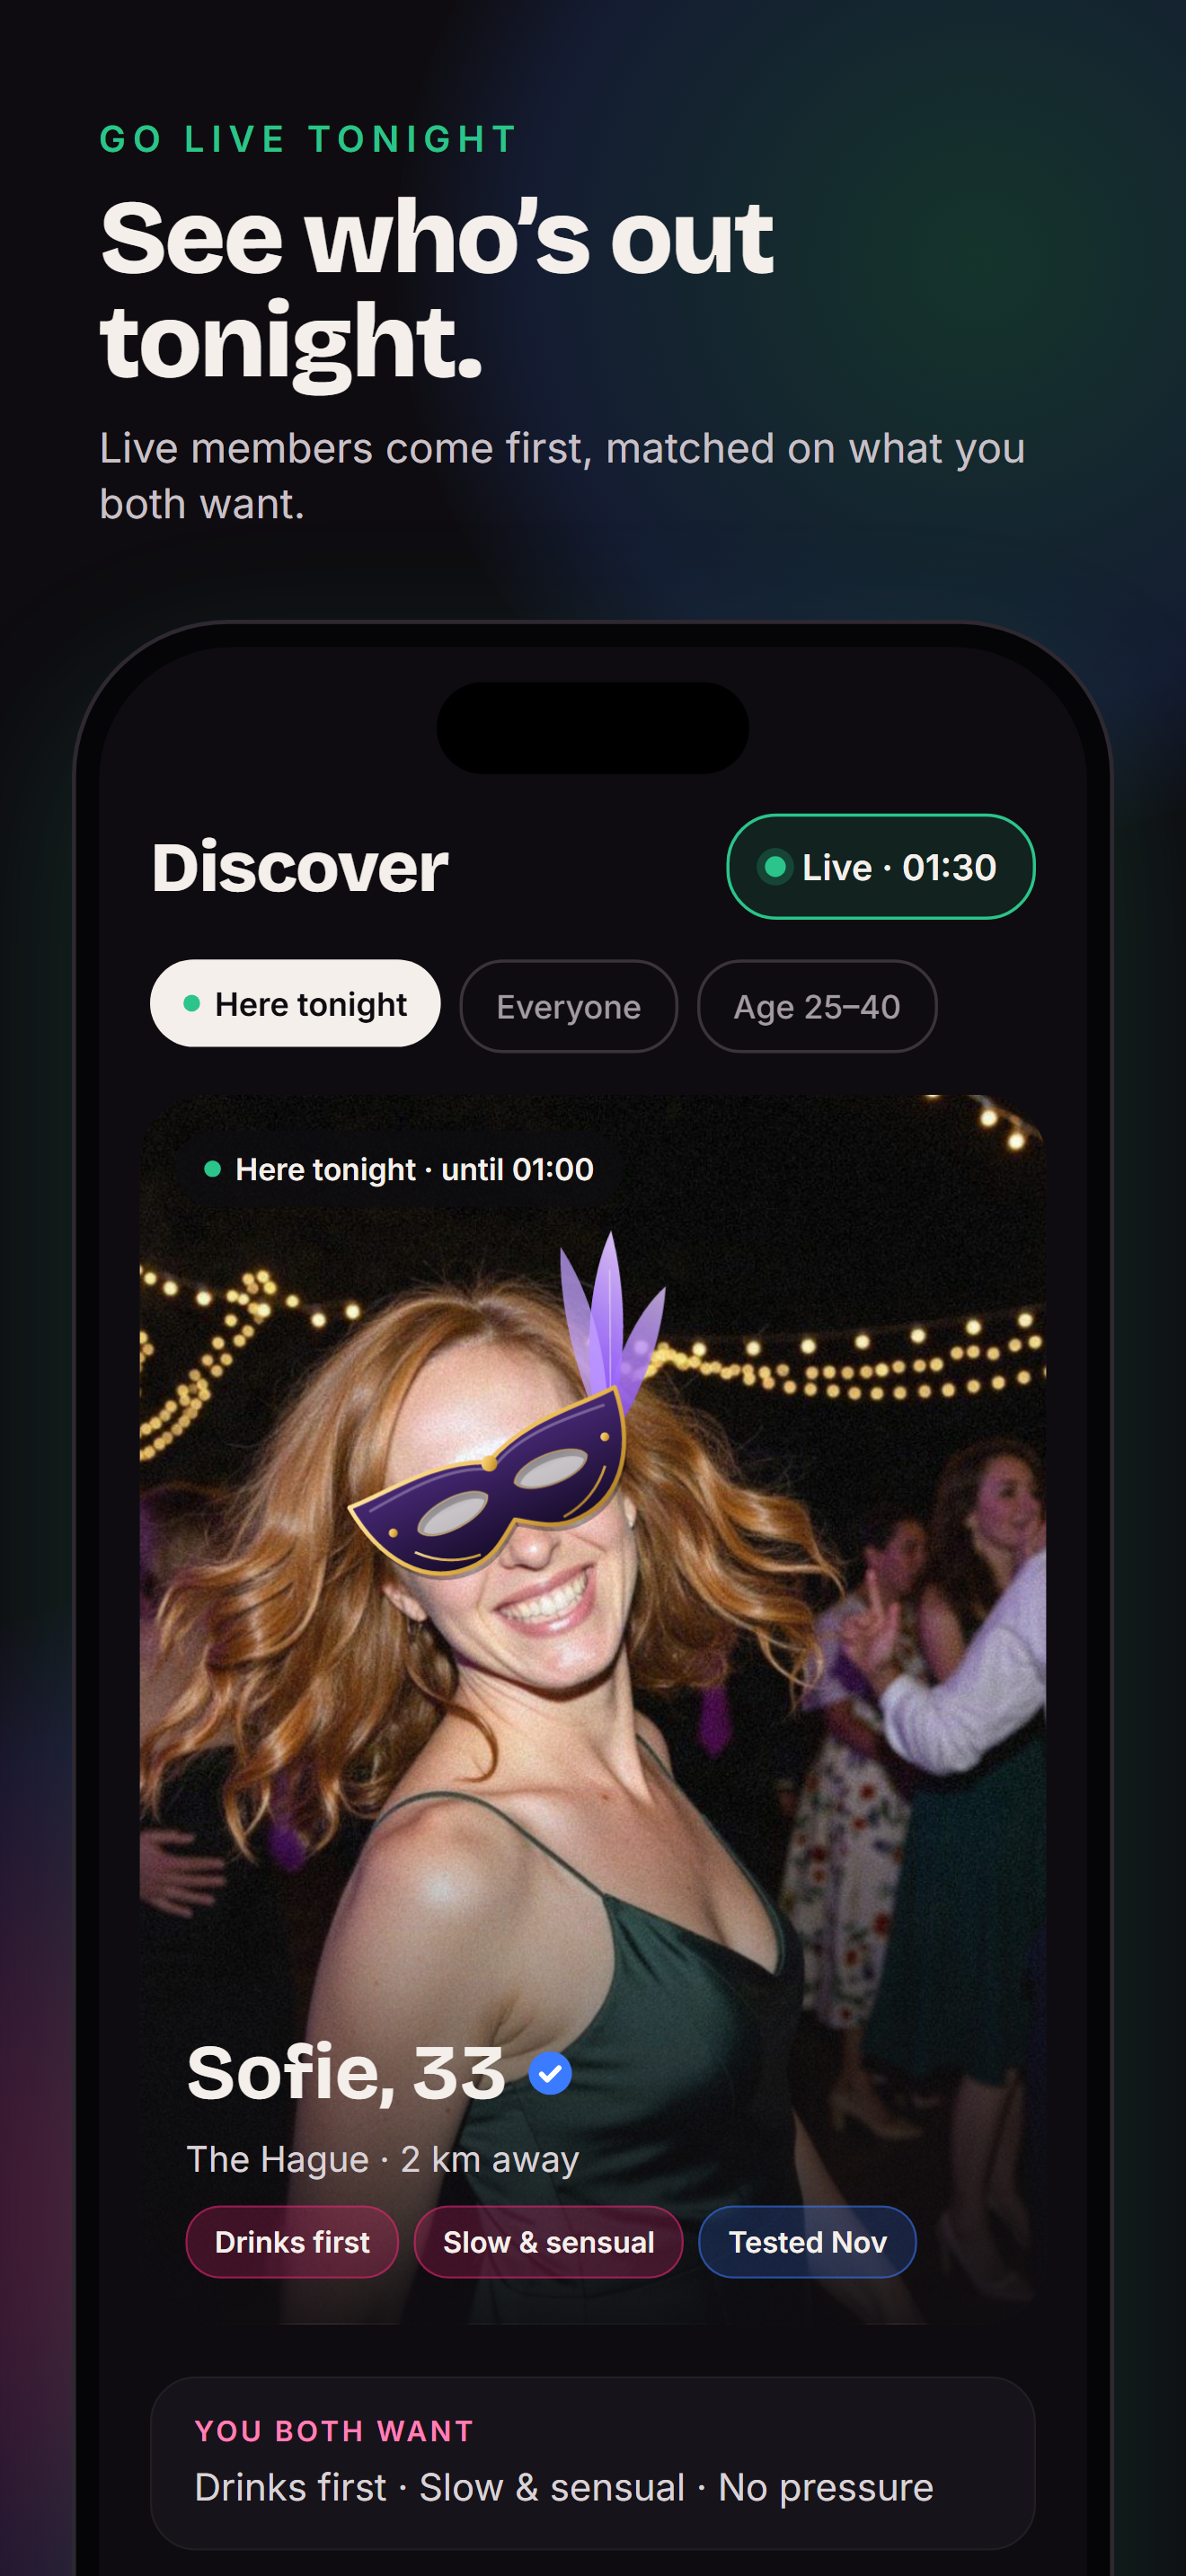 GO LIVE TONIGHT
See who’s out
tonight.
Live members come first, matched on what you
both want.
Discover
Live · 01:30
Here tonight
Everyone
Age 25–40
Here tonight · until 01:00
Sofie, 33
The Hague · 2 km away
Drinks first
Slow & sensual
Tested Nov
YOU BOTH WANT
Drinks first · Slow & sensual · No pressure